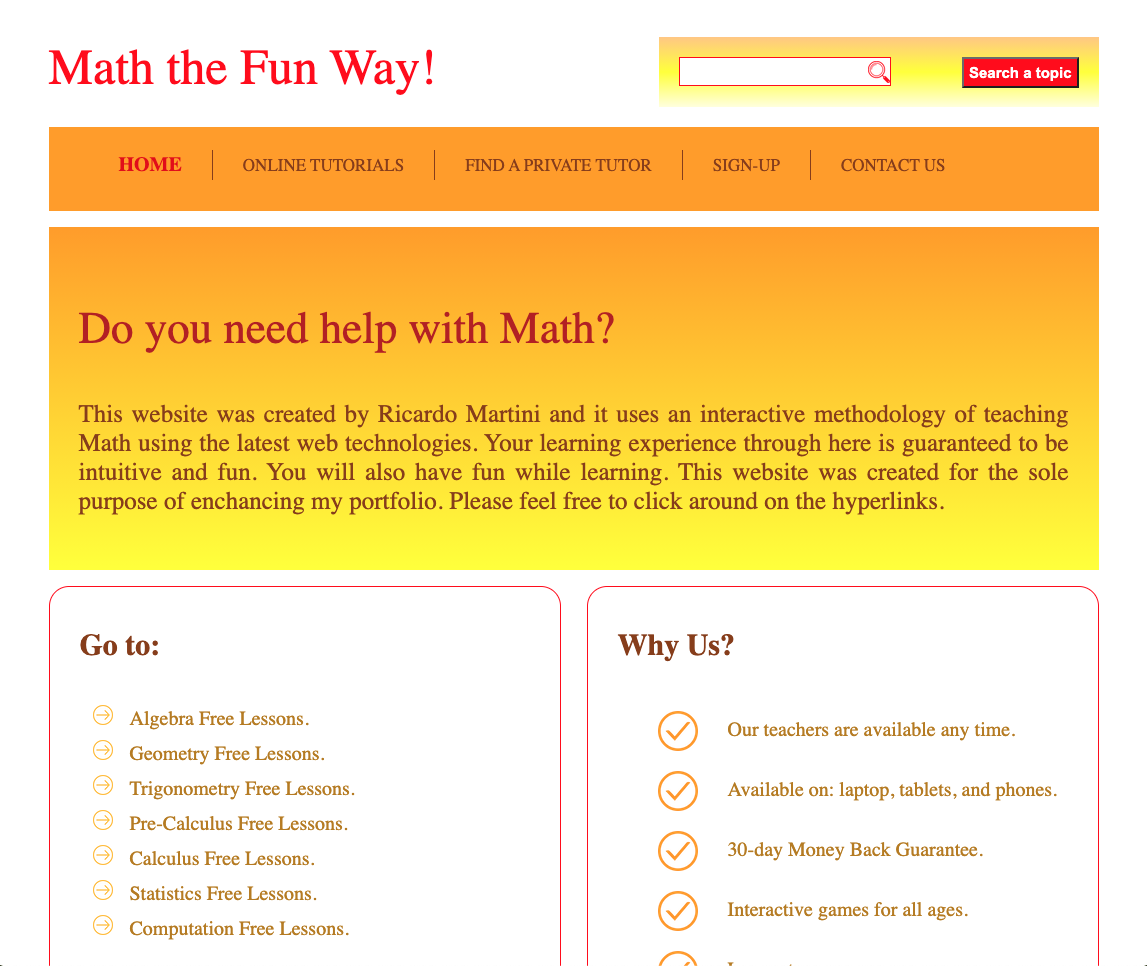 Math the Fun Way!
Search a topic
HOME
ONLINE TUTORIALS
FIND A PRIVATE TUTOR
SIGN-UP
CONTACT US
Do you need help with Math?
This website was created by Ricardo Martini and it uses an interactive methodology of teaching
Math using the latest web technologies. Your learning experience through here is guaranteed to be
intuitive and fun. You will also have fun while learning. This website was created for the sole
purpose of enchancing my portfolio. Please feel free to click around on the hyperlinks.
Go to:
Algebra Free Lessons.
Geometry Free Lessons.
Trigonometry Free Lessons.
Pre-Calculus Free Lessons.
Calculus Free Lessons.
Statistics Free Lessons.
Computation Free Lessons.
Why Us?
Our teachers are available any time.
Available on: laptop, tablets, and phones.
30-day Money Back Guarantee.
Interactive games for all ages.